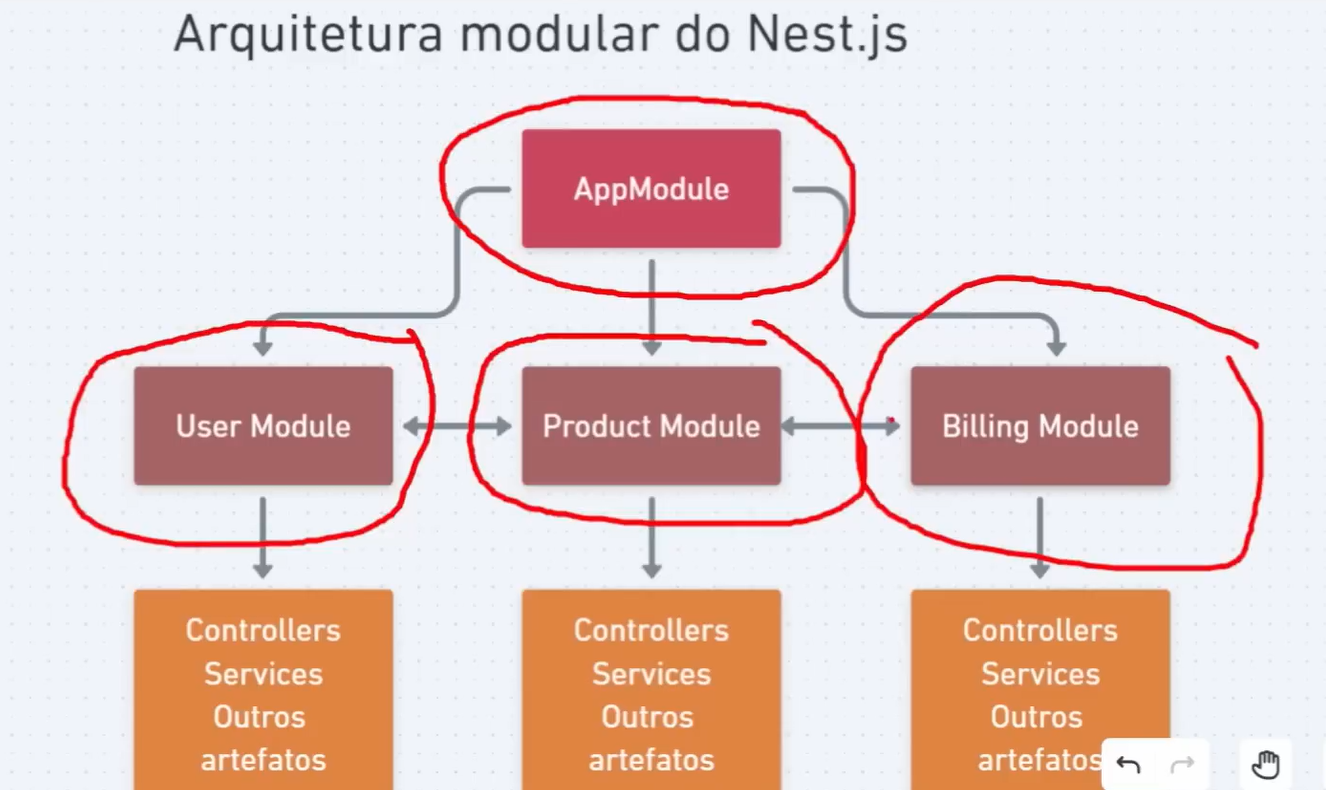 Arquitetura modular do Nest.js
AppModule
User Module
Product Module
Billing Module
Controllers
Services
Outros
artefatos
Controllers
Services
Outros
artefatos
Controllers
Services
Outros
artefatos